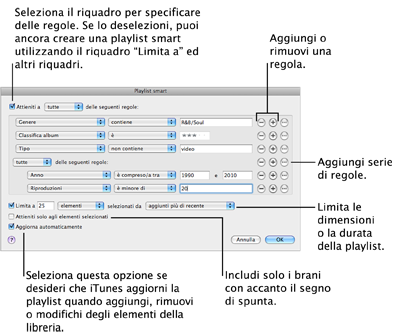 Seleziona il riquadro per specificare
delle regole. Se lo deselezioni, puoi
ancora creare una playlist smart
utilizzando il riquadro "Limita a" ed
altri riquadri.
Aggiungi o
rimuovi una
regola.
Playlist smart
Attieniti a tutte delle seguenti regole:
Genere contiene R&B/Soul
Classifica album è ★★★
Tipo non contiene video
tutte delle seguenti regole:
Anno è compreso/a tra 1990 e 2010
Riproduzioni è minore di 20
Aggiungi serie
di regole.
Limita a 25 elementi selezionati da aggiunti più di recente
Attieniti solo agli elementi selezionati
Aggiorna automaticamente
? Annulla OK
Limita le
dimensioni
o la durata
della playlist.
Seleziona questa opzione se
desideri che iTunes aggiorni la
playlist quando aggiungi, rimuovi
o modifichi degli elementi della
libreria.
Includi solo i brani
con accanto il segno
di spunta.